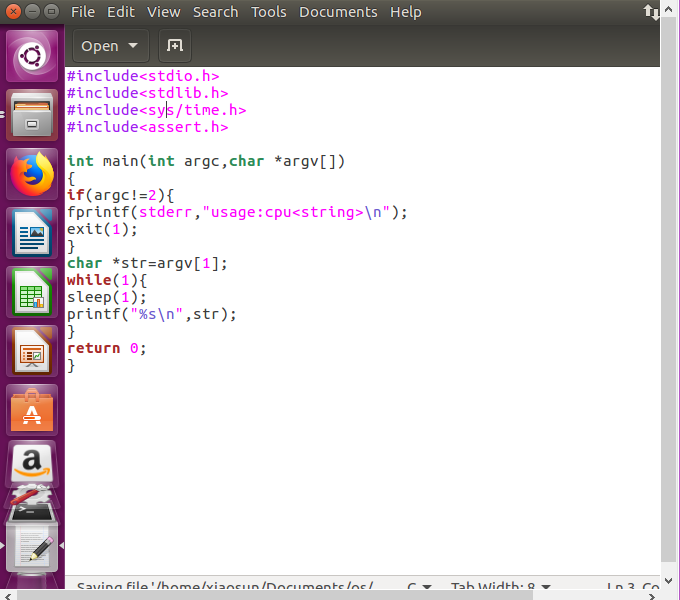 File Edit View Search Tools Documents Help
Open
#include<stdio.h>
#include<stdlib.h>
#include<sys/time.h>
#include<assert.h>
int main(int argc,char *argv[])
{
if(argc!=2){
fprintf(stderr,"usage:cpu<string>\n");
exit(1);
}
char *str=argv[1];
while(1){
sleep(1);
printf("%s\n",str);
}
return 0;
}
Saving file '/home/xiaosun/Documents/os/ C Tab Width: 8 Ln 3, Co